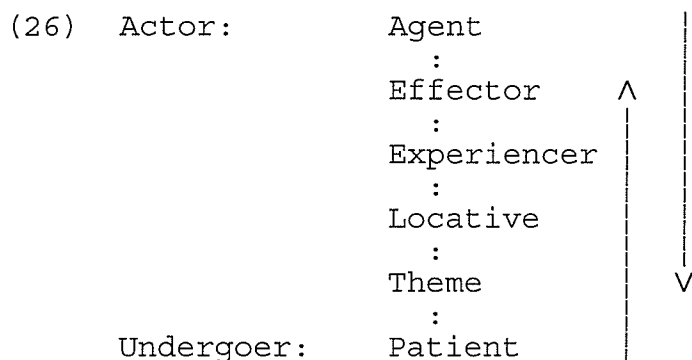 (26) Actor: Agent
:
Effector
:
Experiencer
:
Locative
:
Theme
:
Undergoer: Patient